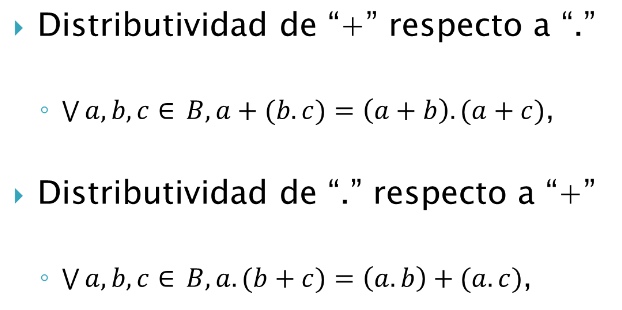 Distributividad de “+” respecto a “.”
∀ a, b, c ∈ B, a + (b. c) = (a + b). (a + c),
Distributividad de “.” respecto a “+”
∀ a, b, c ∈ B, a. (b + c) = (a. b) + (a. c),